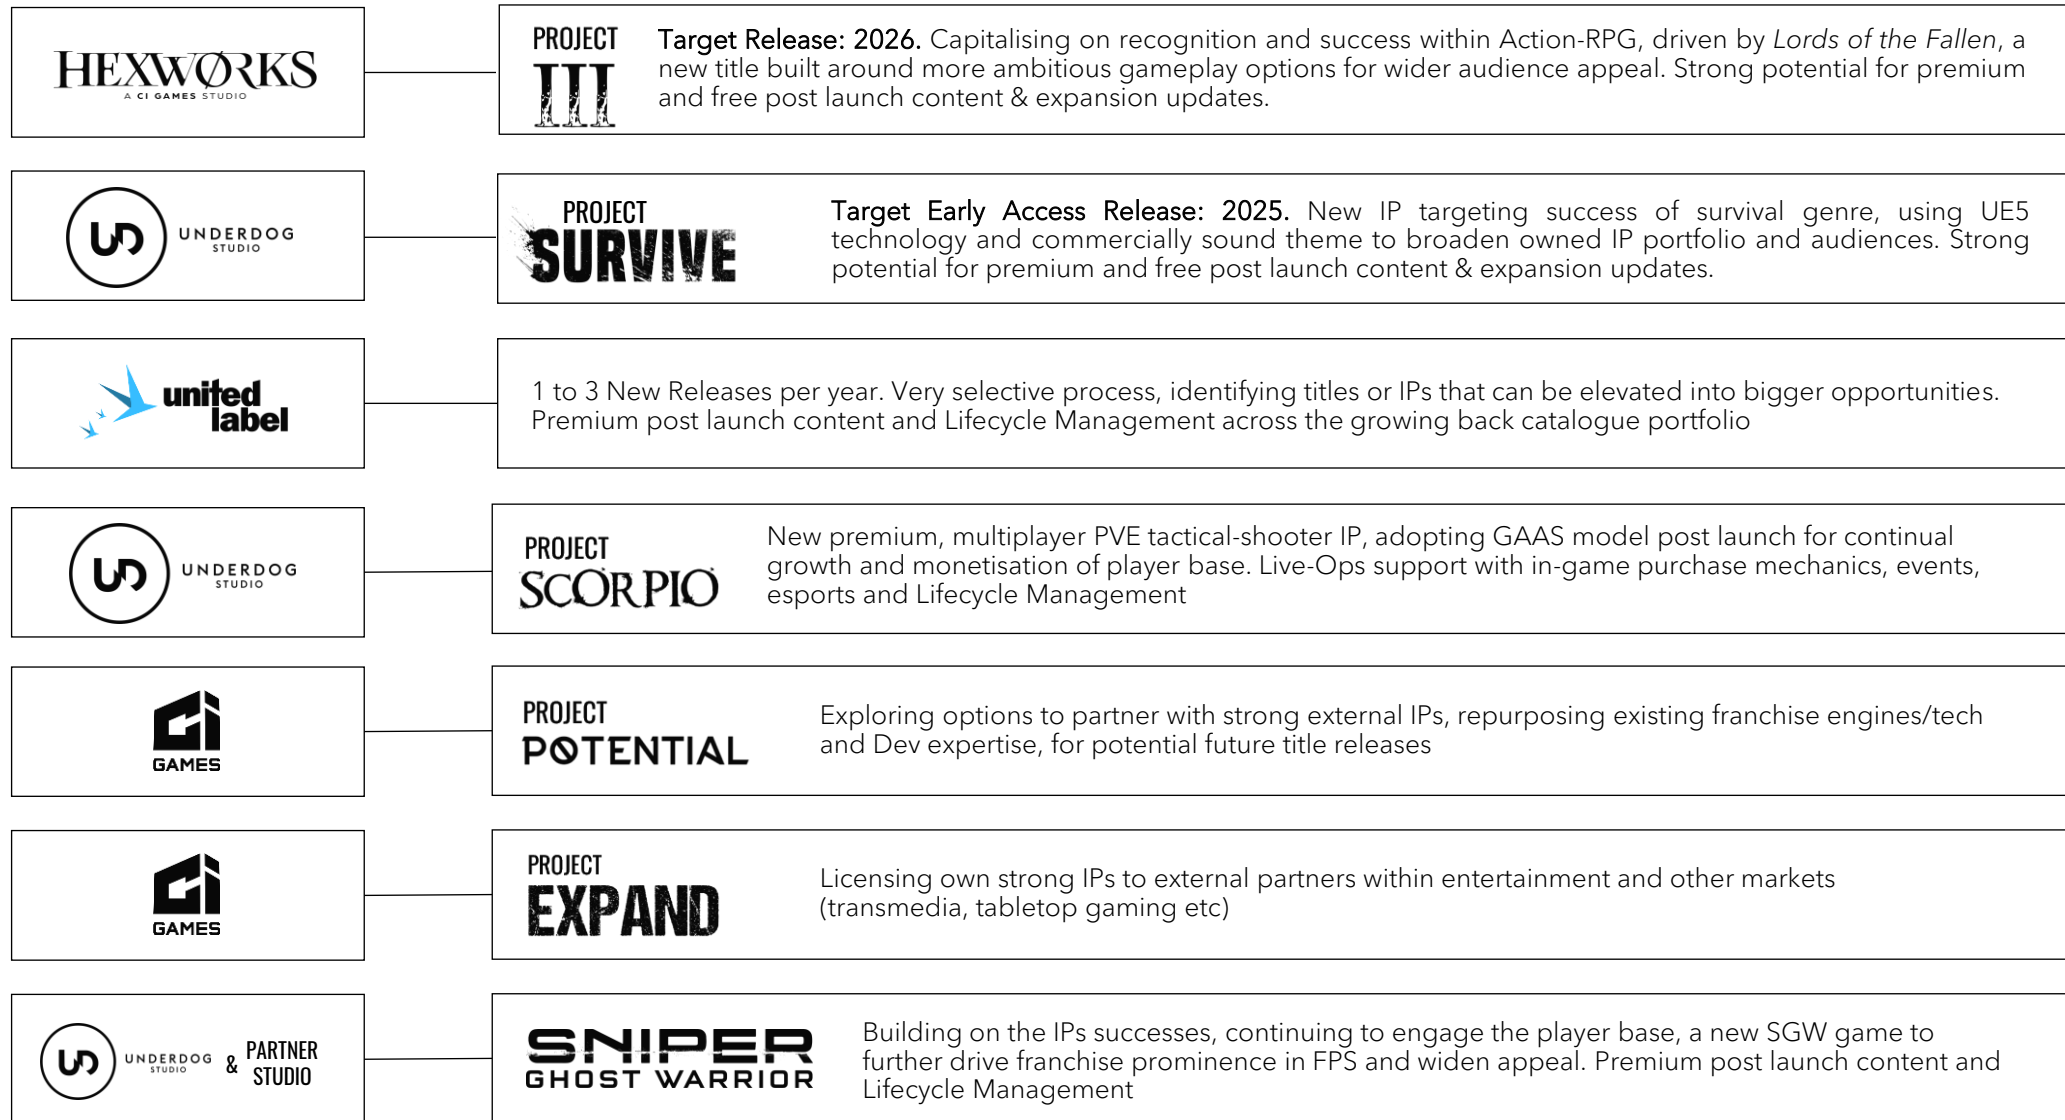 HEXWORKS
A CI GAMES STUDIO
PROJECT
III
Target Release: 2026. Capitalising on recognition and success within Action-RPG, driven by Lords of the Fallen, a
new title built around more ambitious gameplay options for wider audience appeal. Strong potential for premium
and free post launch content & expansion updates.
UD
UNDERDOG
STUDIO
PROJECT
SURVIVE
Target Early Access Release: 2025. New IP targeting success of survival genre, using UE5
technology and commercially sound theme to broaden owned IP portfolio and audiences. Strong
potential for premium and free post launch content & expansion updates.
united
label
1 to 3 New Releases per year. Very selective process, identifying titles or IPs that can be elevated into bigger opportunities.
Premium post launch content and Lifecycle Management across the growing back catalogue portfolio
UD
UNDERDOG
STUDIO
PROJECT
SCORPIO
New premium, multiplayer PVE tactical-shooter IP, adopting GAAS model post launch for continual
growth and monetisation of player base. Live-Ops support with in-game purchase mechanics, events,
esports and Lifecycle Management
CI
GAMES
PROJECT
POTENTIAL
Exploring options to partner with strong external IPs, repurposing existing franchise engines/tech
and Dev expertise, for potential future title releases
CI
GAMES
PROJECT
EXPAND
Licensing own strong IPs to external partners within entertainment and other markets
(transmedia, tabletop gaming etc)
UD
UNDERDOG
STUDIO
&
PARTNER
STUDIO
SNIPER
GHOST WARRIOR
Building on the IPs successes, continuing to engage the player base, a new SGW game to
further drive franchise prominence in FPS and widen appeal. Premium post launch content and
Lifecycle Management